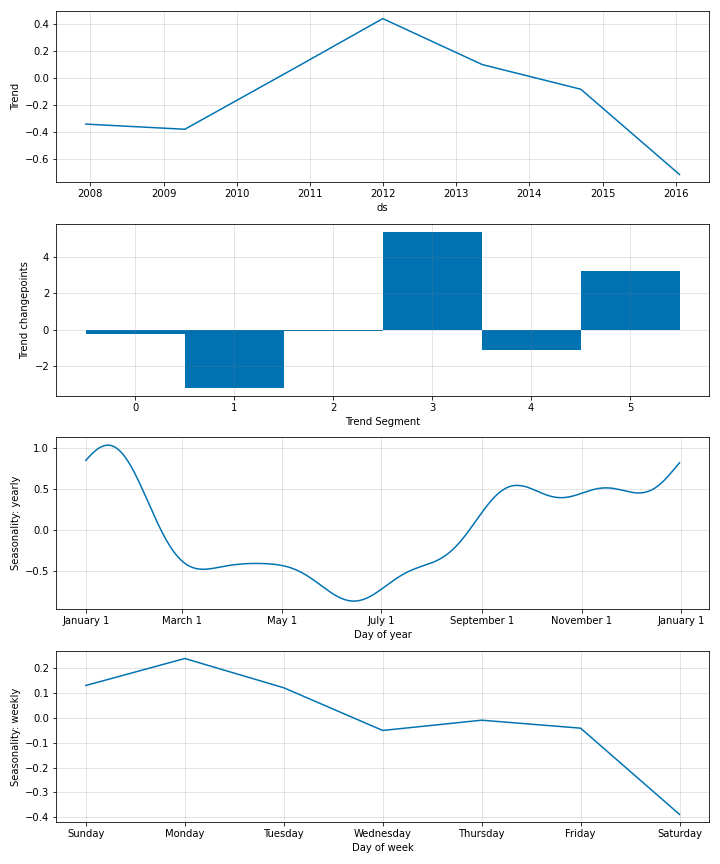 Trend
0.4
0.2
0.0
−0.2
−0.4
−0.6
2008 2009 2010 2011 2012 2013 2014 2015 2016
ds
Trend changepoints
4
2
0
−2
0 1 2 3 4 5
Trend Segment
Seasonality: yearly
1.0
0.5
0.0
−0.5
January 1 March 1 May 1 July 1 September 1 November 1 January 1
Day of year
Seasonality: weekly
0.2
0.1
0.0
−0.1
−0.2
−0.3
−0.4
Sunday Monday Tuesday Wednesday Thursday Friday Saturday
Day of week